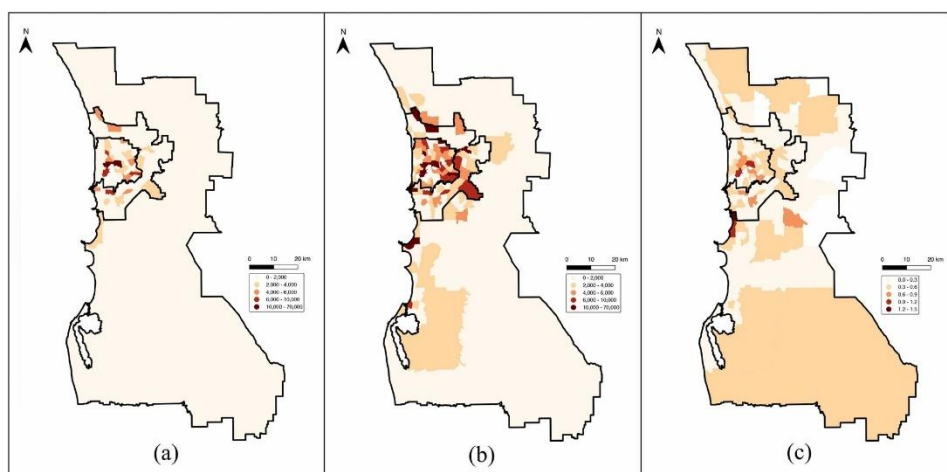 N
0 10 20 km
0 - 2,000
2,000 - 4,000
4,000 - 6,000
6,000 - 10,000
10,000 - 70,000
(a)
N
0 10 20 km
0 - 2,000
2,000 - 4,000
4,000 - 6,000
6,000 - 10,000
10,000 - 70,000
(b)
N
0 10 20 km
0.0 - 0.3
0.3 - 0.6
0.6 - 0.9
0.9 - 1.2
1.2 - 1.5
(c)